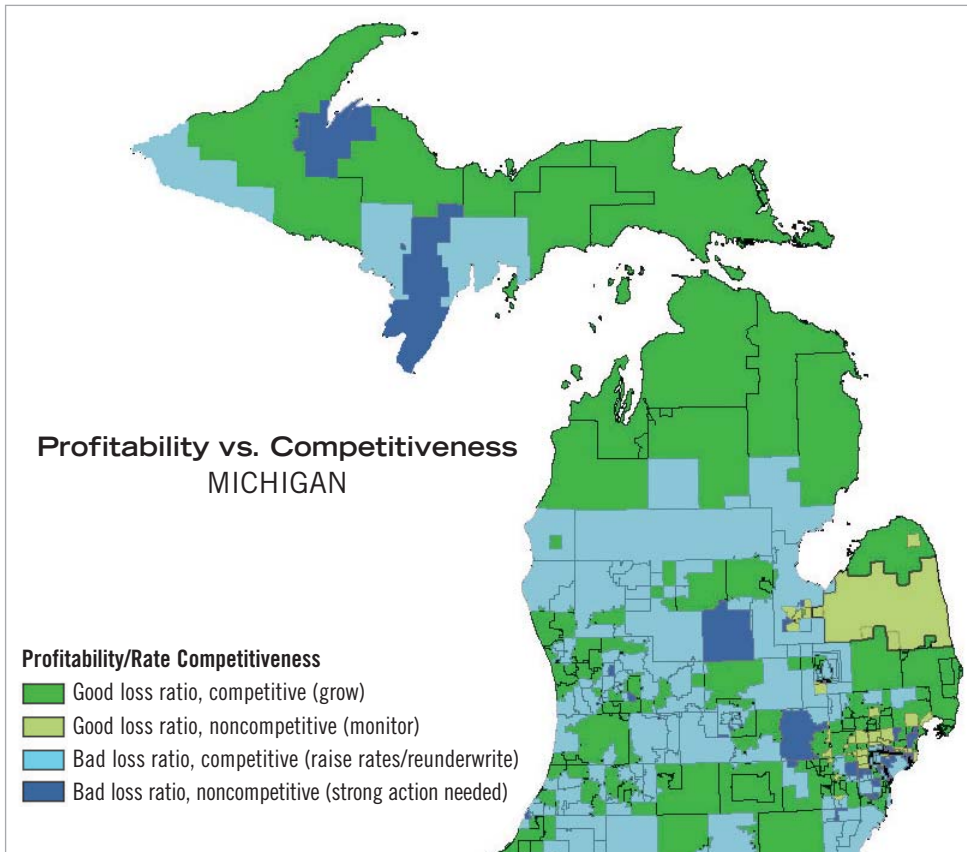 Profitability vs. Competitiveness
MICHIGAN
Profitability/Rate Competitiveness
Good loss ratio, competitive (grow)
Good loss ratio, noncompetitive (monitor)
Bad loss ratio, competitive (raise rates/reunderwrite)
Bad loss ratio, noncompetitive (strong action needed)